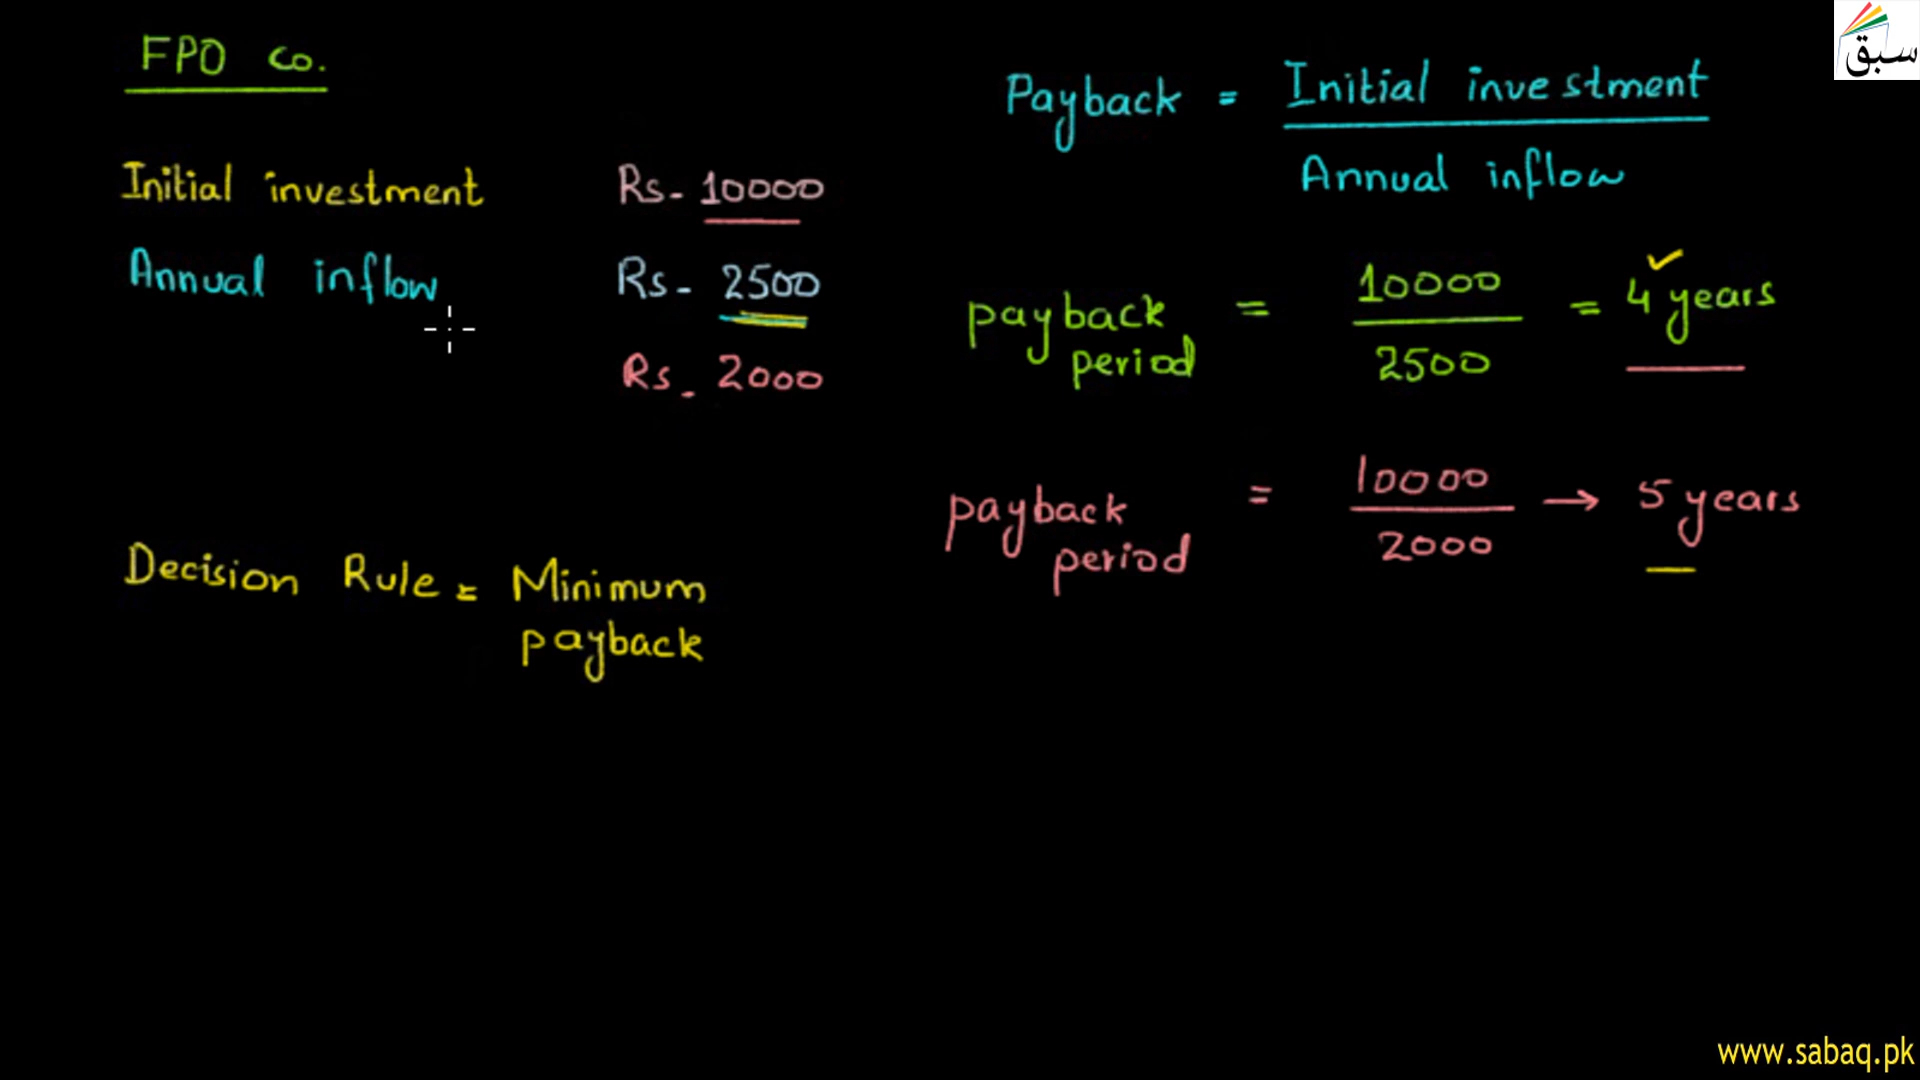 FPO Co.
Initial investment Rs- 10000
Annual inflow Rs- 2500
Rs- 2000
Decision Rule = Minimum
payback
Payback = Initial investment
Annual inflow
payback
period = 10000
2500 = 4 years
payback
period = 10000
2000 → 5 years
سبق
www.sabaq.pk